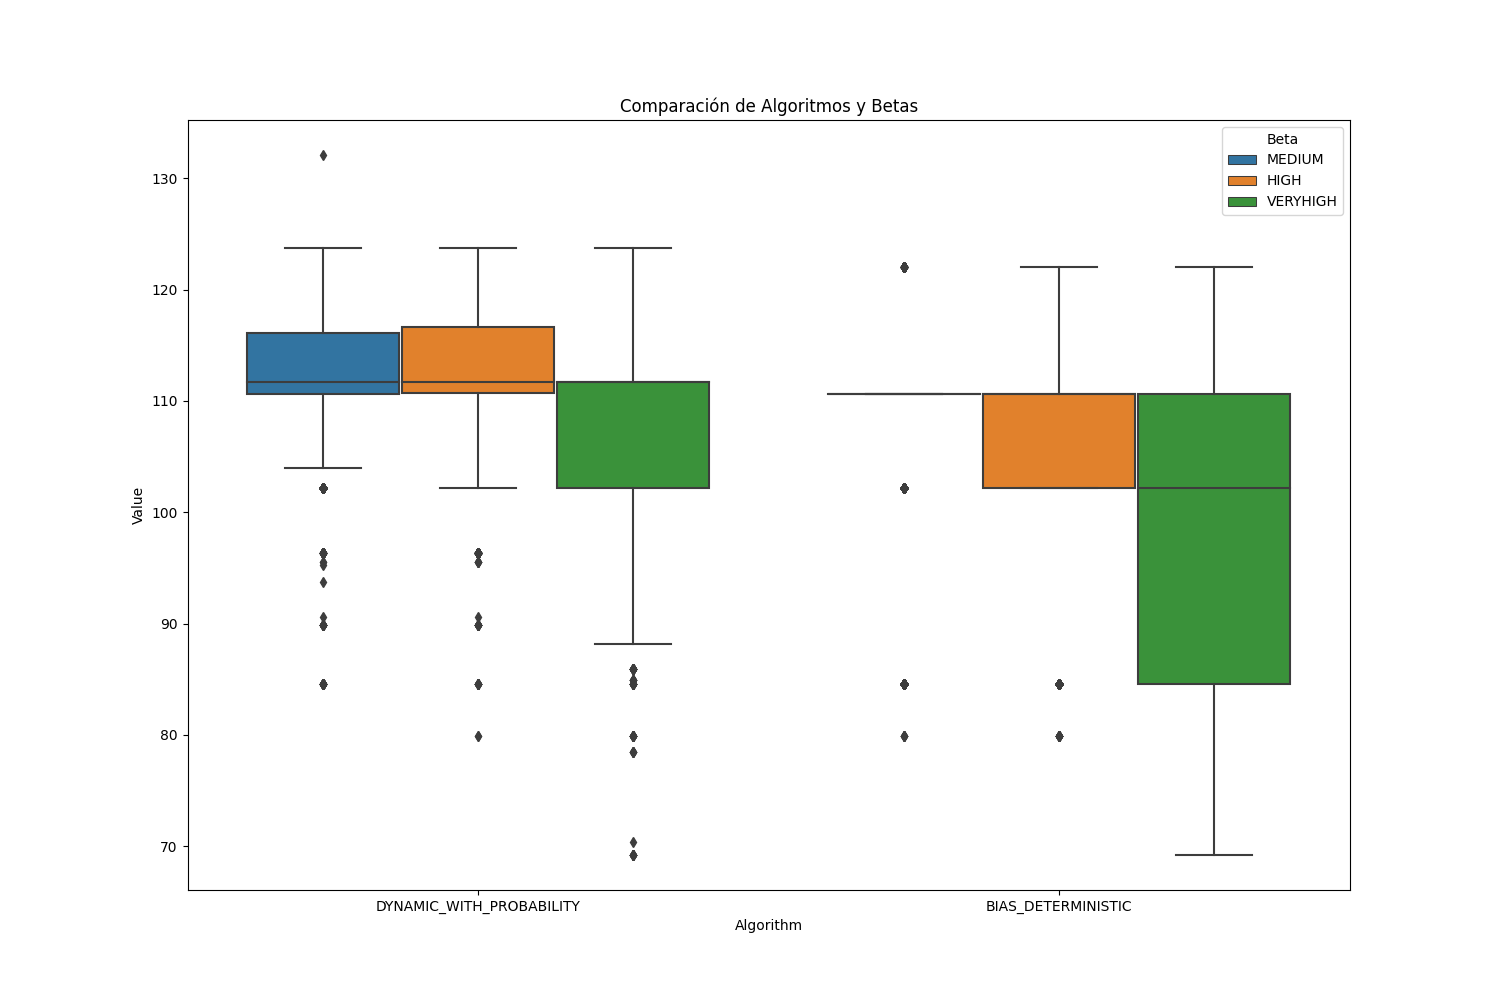 Comparación de Algoritmos y Betas
Beta
MEDIUM
HIGH
VERYHIGH
130
120
110
100
90
80
70
Value
DYNAMIC_WITH_PROBABILITY
BIAS_DETERMINISTIC
Algorithm